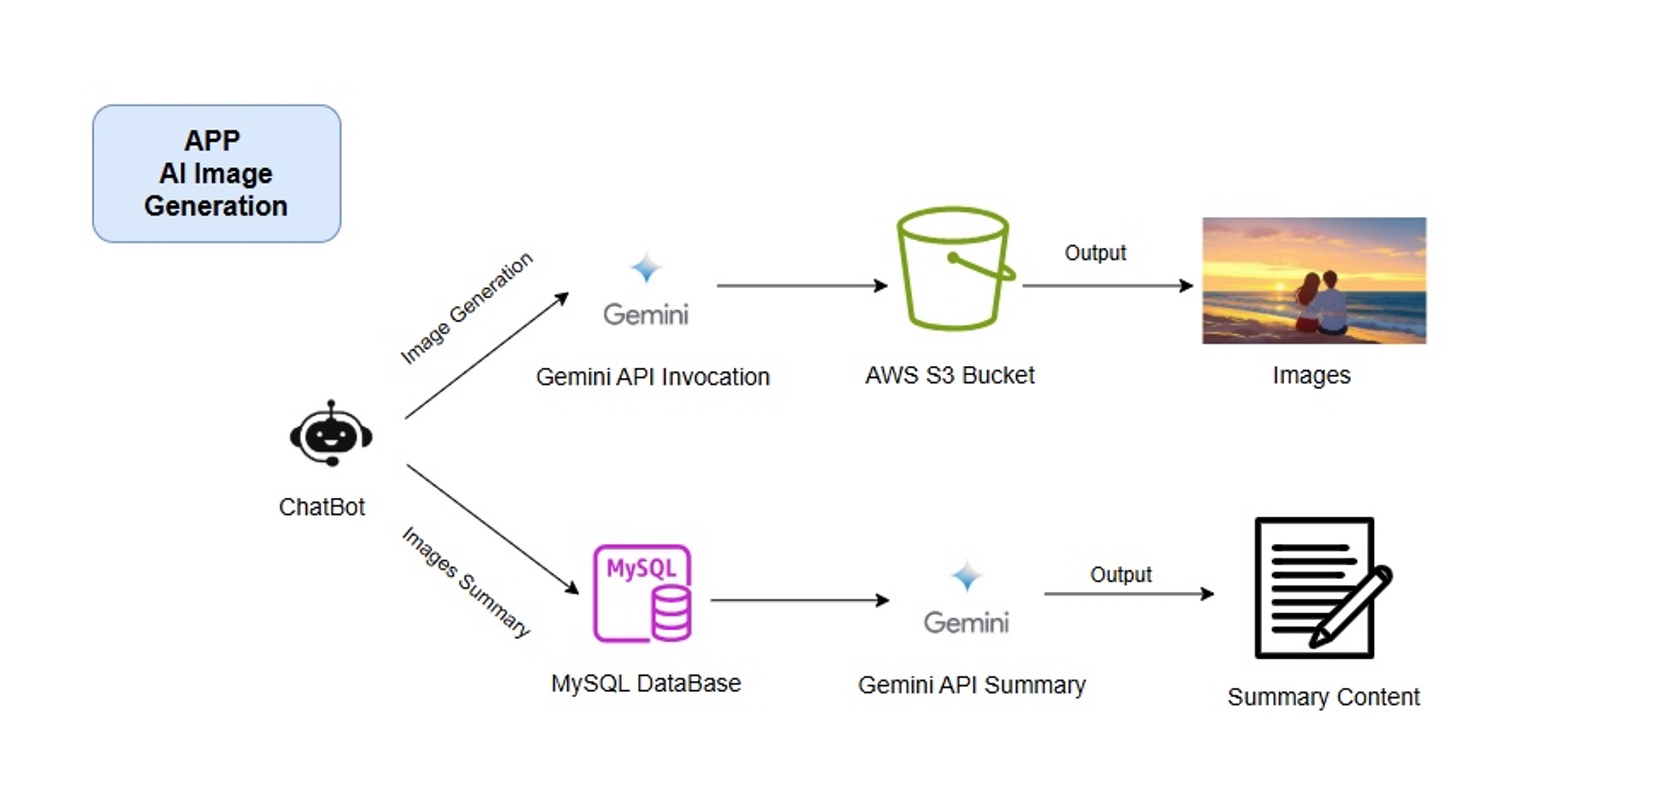 APP
AI Image
Generation
Image Generation
Gemini
Gemini API Invocation
AWS S3 Bucket
Output
Images
ChatBot
Images Summary
MySQL
MySQL DataBase
Gemini
Gemini API Summary
Output
Summary Content